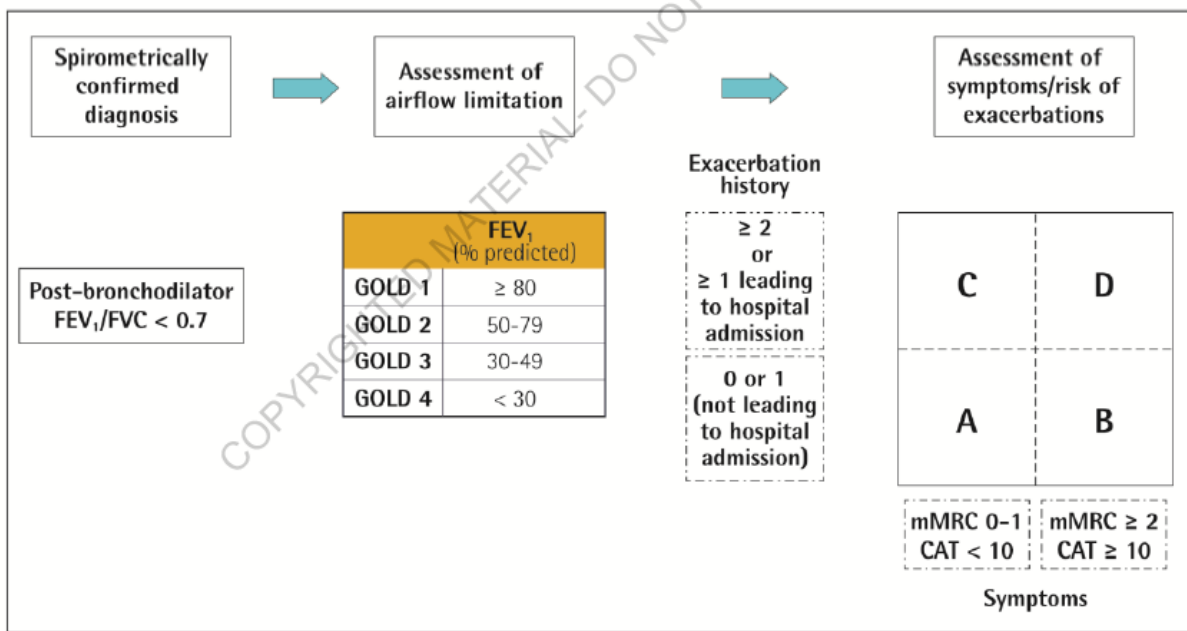 Spirometrically
confirmed
diagnosis
Assessment of
airflow limitation
Assessment of
symptoms/risk of
exacerbations
Post-bronchodilator
FEV₁/FVC < 0.7
FEV₁
(% predicted)
GOLD 1 ≥ 80
GOLD 2 50-79
GOLD 3 30-49
GOLD 4 < 30
Exacerbation
history
≥ 2
or
≥ 1 leading
to hospital
admission
0 or 1
(not leading
to hospital
admission)
C D
A B
mMRC 0-1
CAT < 10
mMRC ≥ 2
CAT ≥ 10
Symptoms
COPYRIGHTED MATERIAL- DO NOT